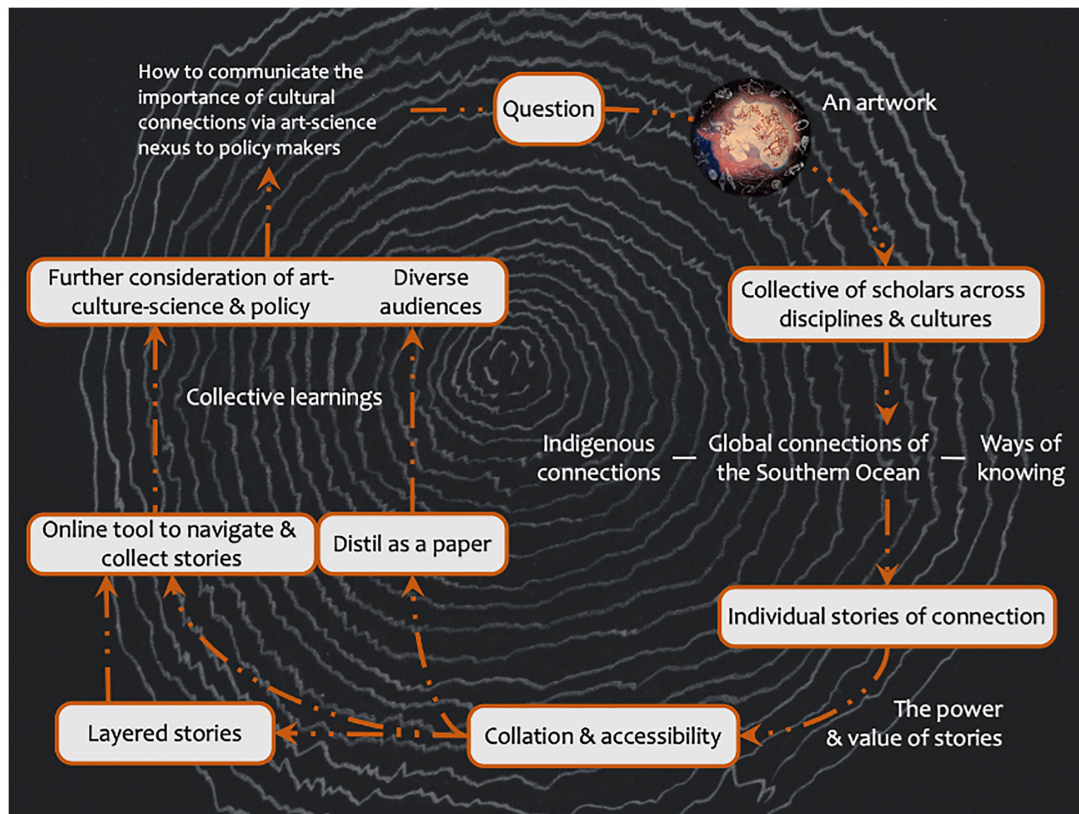 How to communicate the
importance of cultural
connections via art-science
nexus to policy makers
Question
An artwork
Collective of scholars across
disciplines & cultures
Indigenous
connections
Global connections of
the Southern Ocean
Ways of
knowing
Individual stories of connection
The power
& value of stories
Collation & accessibility
Layered stories
Online tool to navigate &
collect stories
Distil as a paper
Collective learnings
Further consideration of art-
culture-science & policy
Diverse
audiences